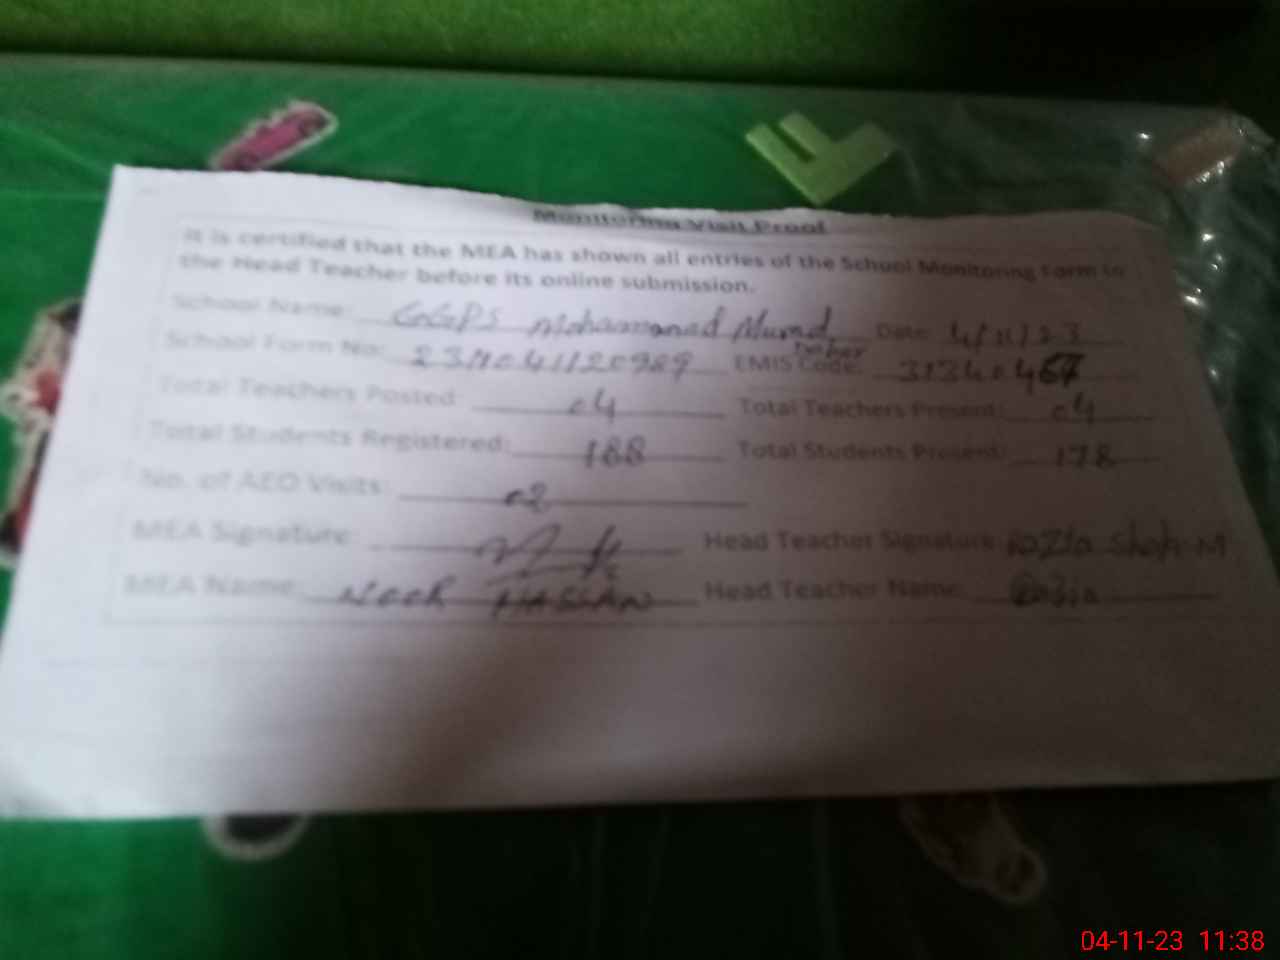 Monitoring Visit Proof
It is certified that the MEA has shown all entries of the School Monitoring Form to
the Head Teacher before its online submission.
School Name: GGPS Mohammad Murad Date: 4/11/23
School Form No: EMIS Code:
Total Teachers Posted: 04 Total Teachers Present: 04
Total Students Registered: 188 Total Students Present: 178
No. of AEO Visits: 02
MEA Signature: Head Teacher Signature:
MEA Name: HASSAN Head Teacher Name:
04-11-23 11:38